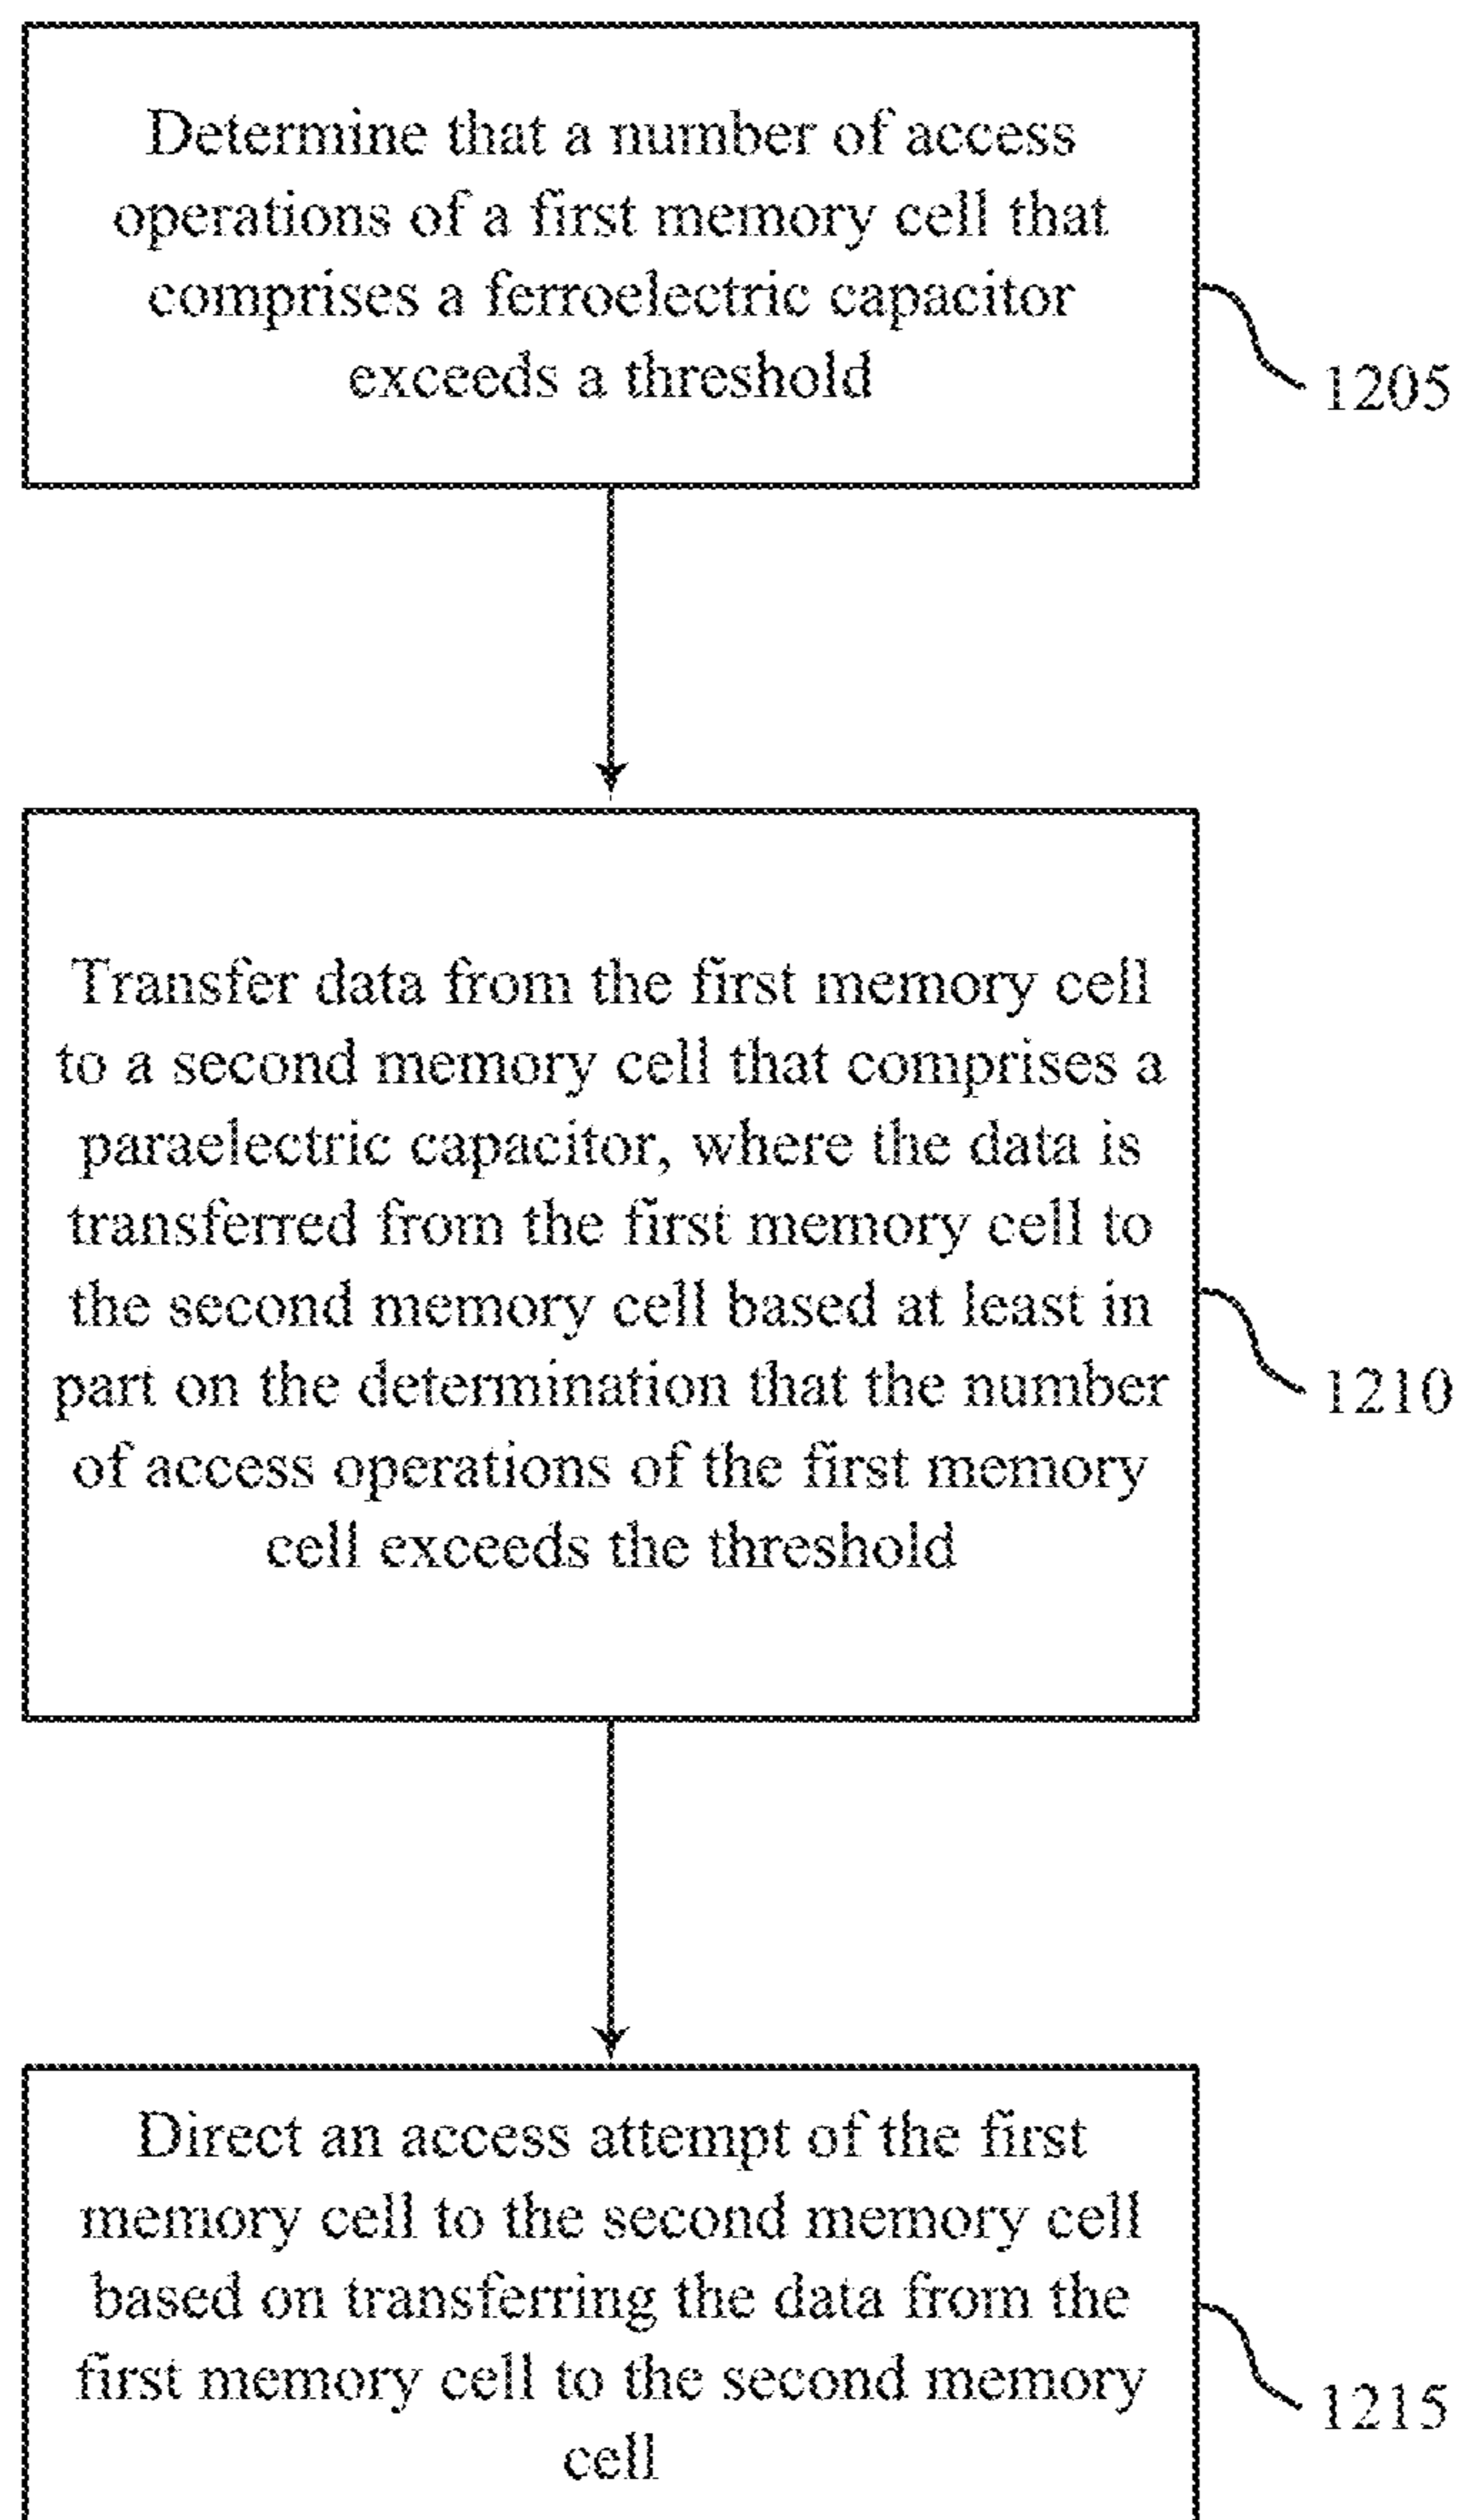 Determine that a number of access
operations of a first memory cell that
comprises a ferroelectric capacitor
exceeds a threshold
1205
Transfer data from the first memory cell
to a second memory cell that comprises a
paraelectric capacitor, where the data is
transferred from the first memory cell to
the second memory cell based at least in
part on the determination that the number
of access operations of the first memory
cell exceeds the threshold
1210
Direct an access attempt of the first
memory cell to the second memory cell
based on transferring the data from the
first memory cell to the second memory
cell
1215